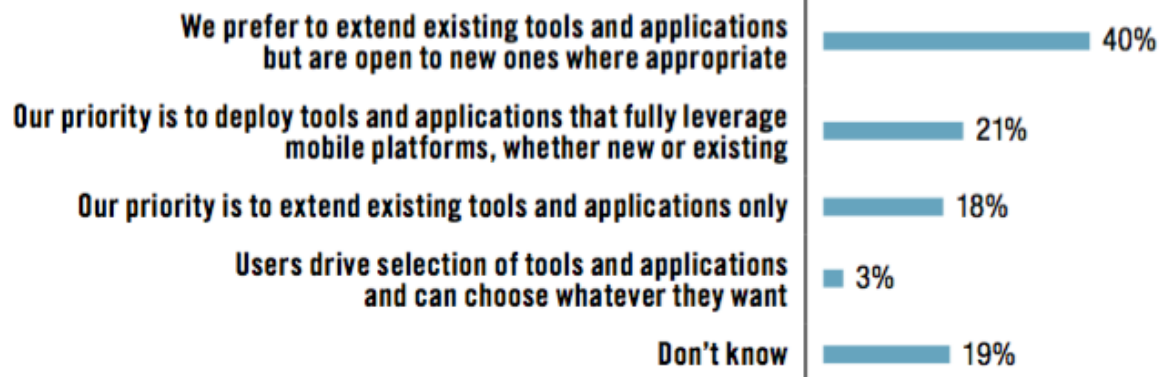 We prefer to extend existing tools and applications
but are open to new ones where appropriate
40%
Our priority is to deploy tools and applications that fully leverage
mobile platforms, whether new or existing
21%
Our priority is to extend existing tools and applications only
18%
Users drive selection of tools and applications
and can choose whatever they want
3%
Don't know
19%